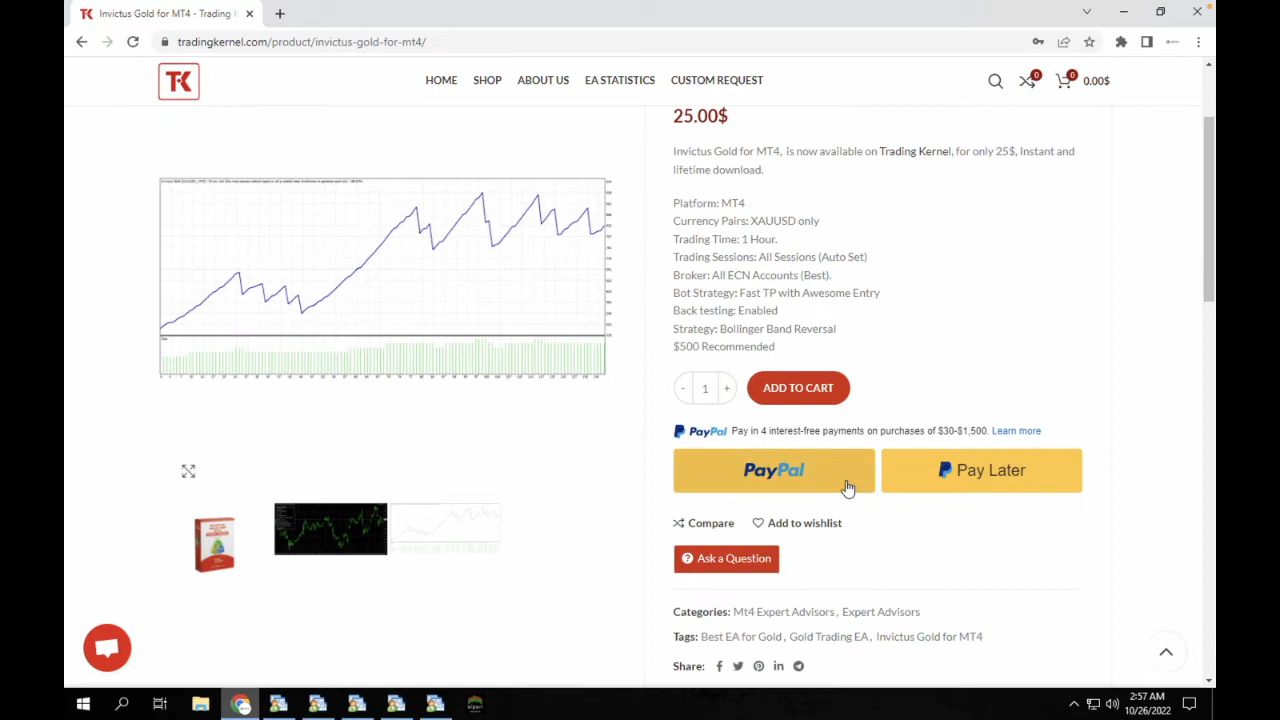 Invictus Gold for MT4 - Trading
tradingkernel.com/product/invictus-gold-for-mt4/
TK
HOME
SHOP
ABOUT US
EA STATISTICS
CUSTOM REQUEST
0
0
0.00$
25.00$
Invictus Gold for MT4, is now available on Trading Kernel, for only 25$, Instant and
lifetime download.
Platform: MT4
Currency Pairs: XAUUSD only
Trading Time: 1 Hour.
Trading Sessions: All Sessions (Auto Set)
Broker: All ECN Accounts (Best).
Bot Strategy: Fast TP with Awesome Entry
Back testing: Enabled
Strategy: Bollinger Band Reversal
$500 Recommended
- 1 +
ADD TO CART
PayPal Pay in 4 interest-free payments on purchases of $30-$1,500. Learn more
PayPal
Pay Later
Compare
Add to wishlist
Ask a Question
Categories: Mt4 Expert Advisors, Expert Advisors
Tags: Best EA for Gold, Gold Trading EA, Invictus Gold for MT4
Share:
2:57 AM
10/26/2022